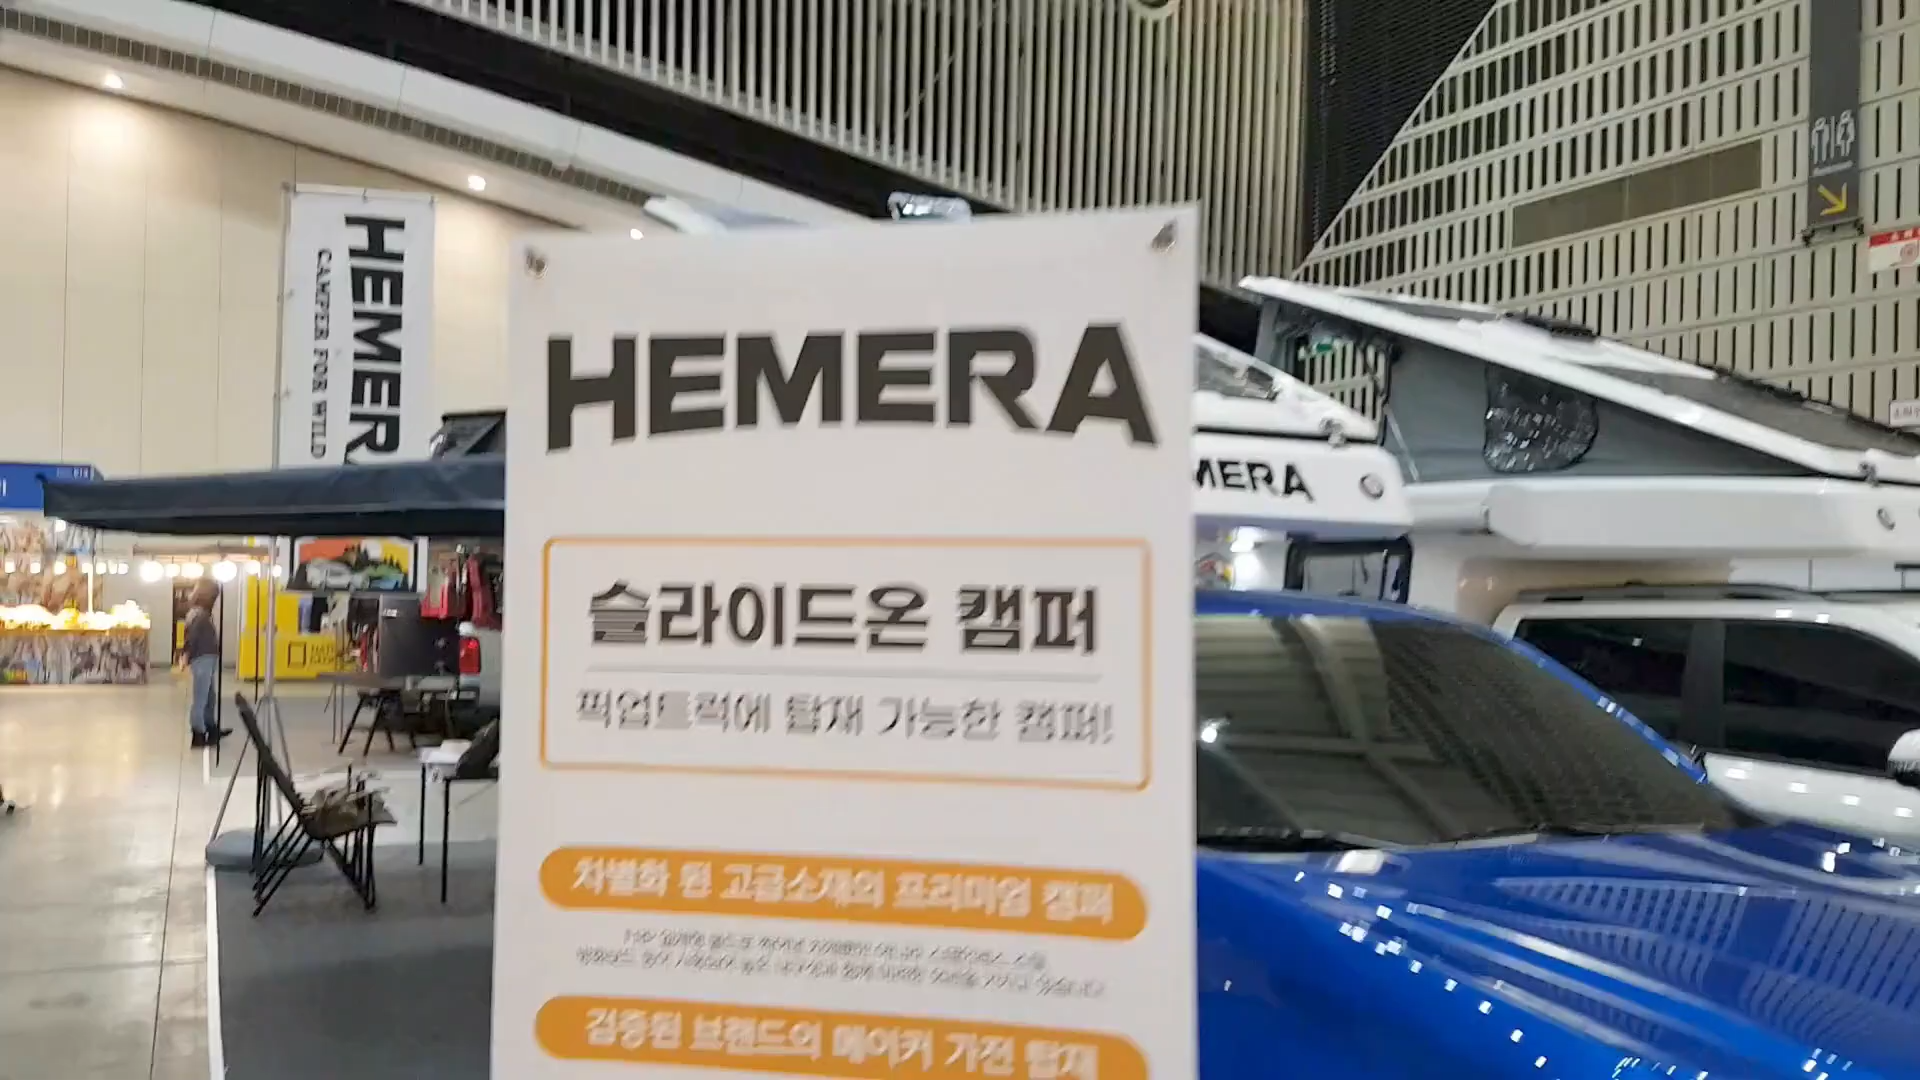 HEMERA
CAMPER FOR WILD
HEMERA
슬라이드온 캠퍼
픽업트럭에 탑재 가능한 캠퍼!
차별화 된 고급소재의 프리미엄 캠퍼
검증된 브랜드의 메이커 가전 탑재
MERA